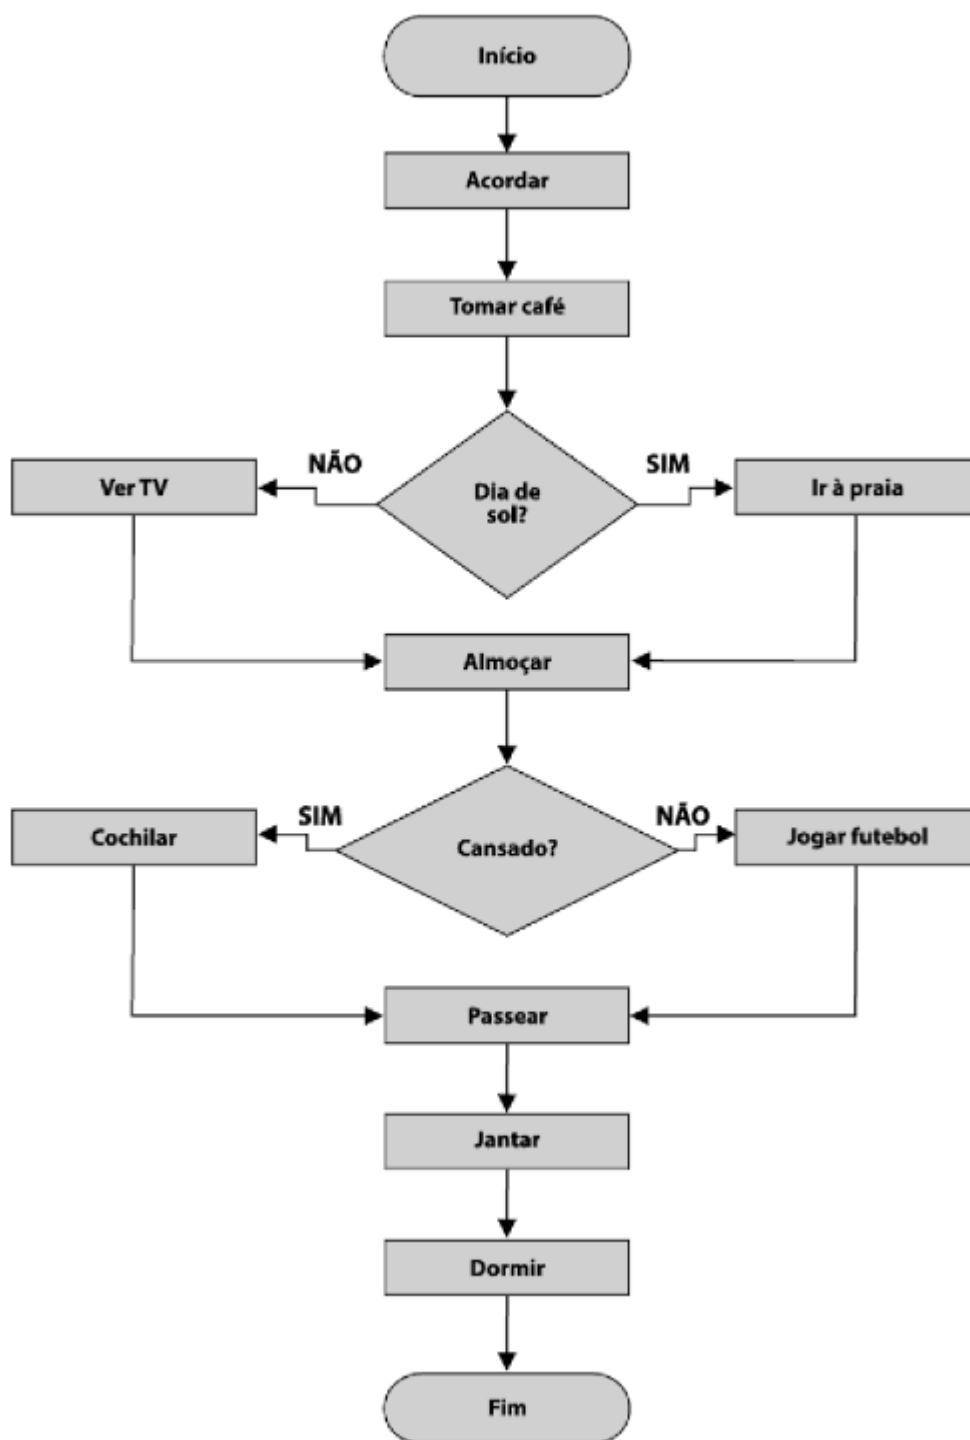 Início
Acordar
Tomar café
NÃO
SIM
Ver TV
Dia de
sol?
Ir à praia
Almoçar
SIM
NÃO
Cochilar
Cansado?
Jogar futebol
Passear
Jantar
Dormir
Fim